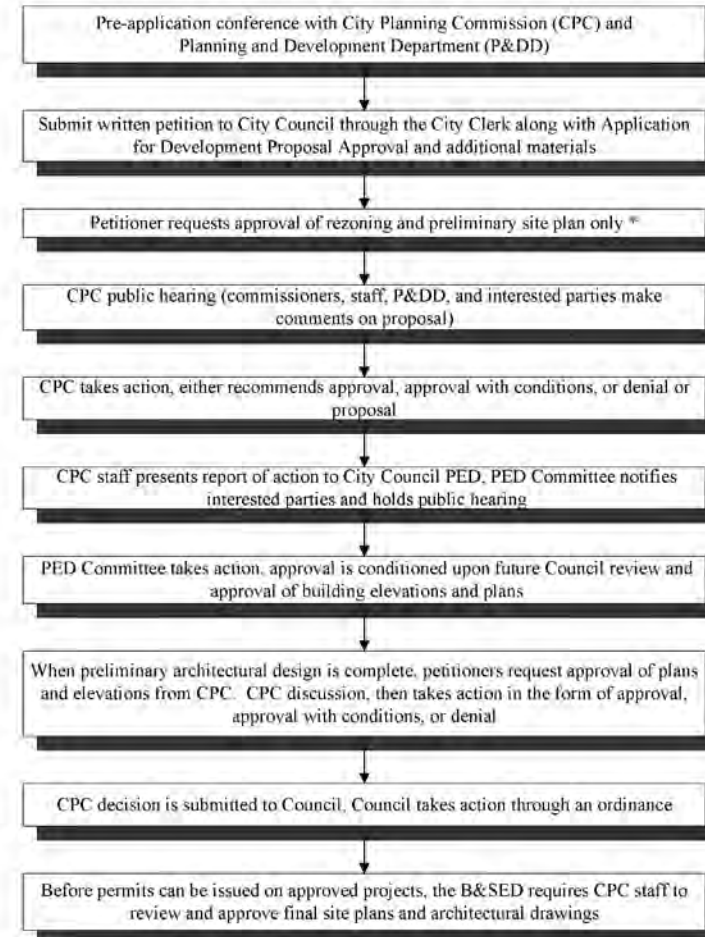 Pre-application conference with City Planning Commission (CPC) and
Planning and Development Department (P&DD)
Submit written petition to City Council through the City Clerk along with Application
for Development Proposal Approval and additional materials
Petitioner requests approval of rezoning and preliminary site plan only *
CPC public hearing (commissioners, staff, P&DD, and interested parties make
comments on proposal)
CPC takes action, either recommends approval, approval with conditions, or denial or
proposal
CPC staff presents report of action to City Council PED, PED Committee notifies
interested parties and holds public hearing
PED Committee takes action, approval is conditioned upon future Council review and
approval of building elevations and plans
When preliminary architectural design is complete, petitioners request approval of plans
and elevations from CPC. CPC discussion, then takes action in the form of approval,
approval with conditions, or denial
CPC decision is submitted to Council, Council takes action through an ordinance
Before permits can be issued on approved projects, the B&SED requires CPC staff to
review and approve final site plans and architectural drawings